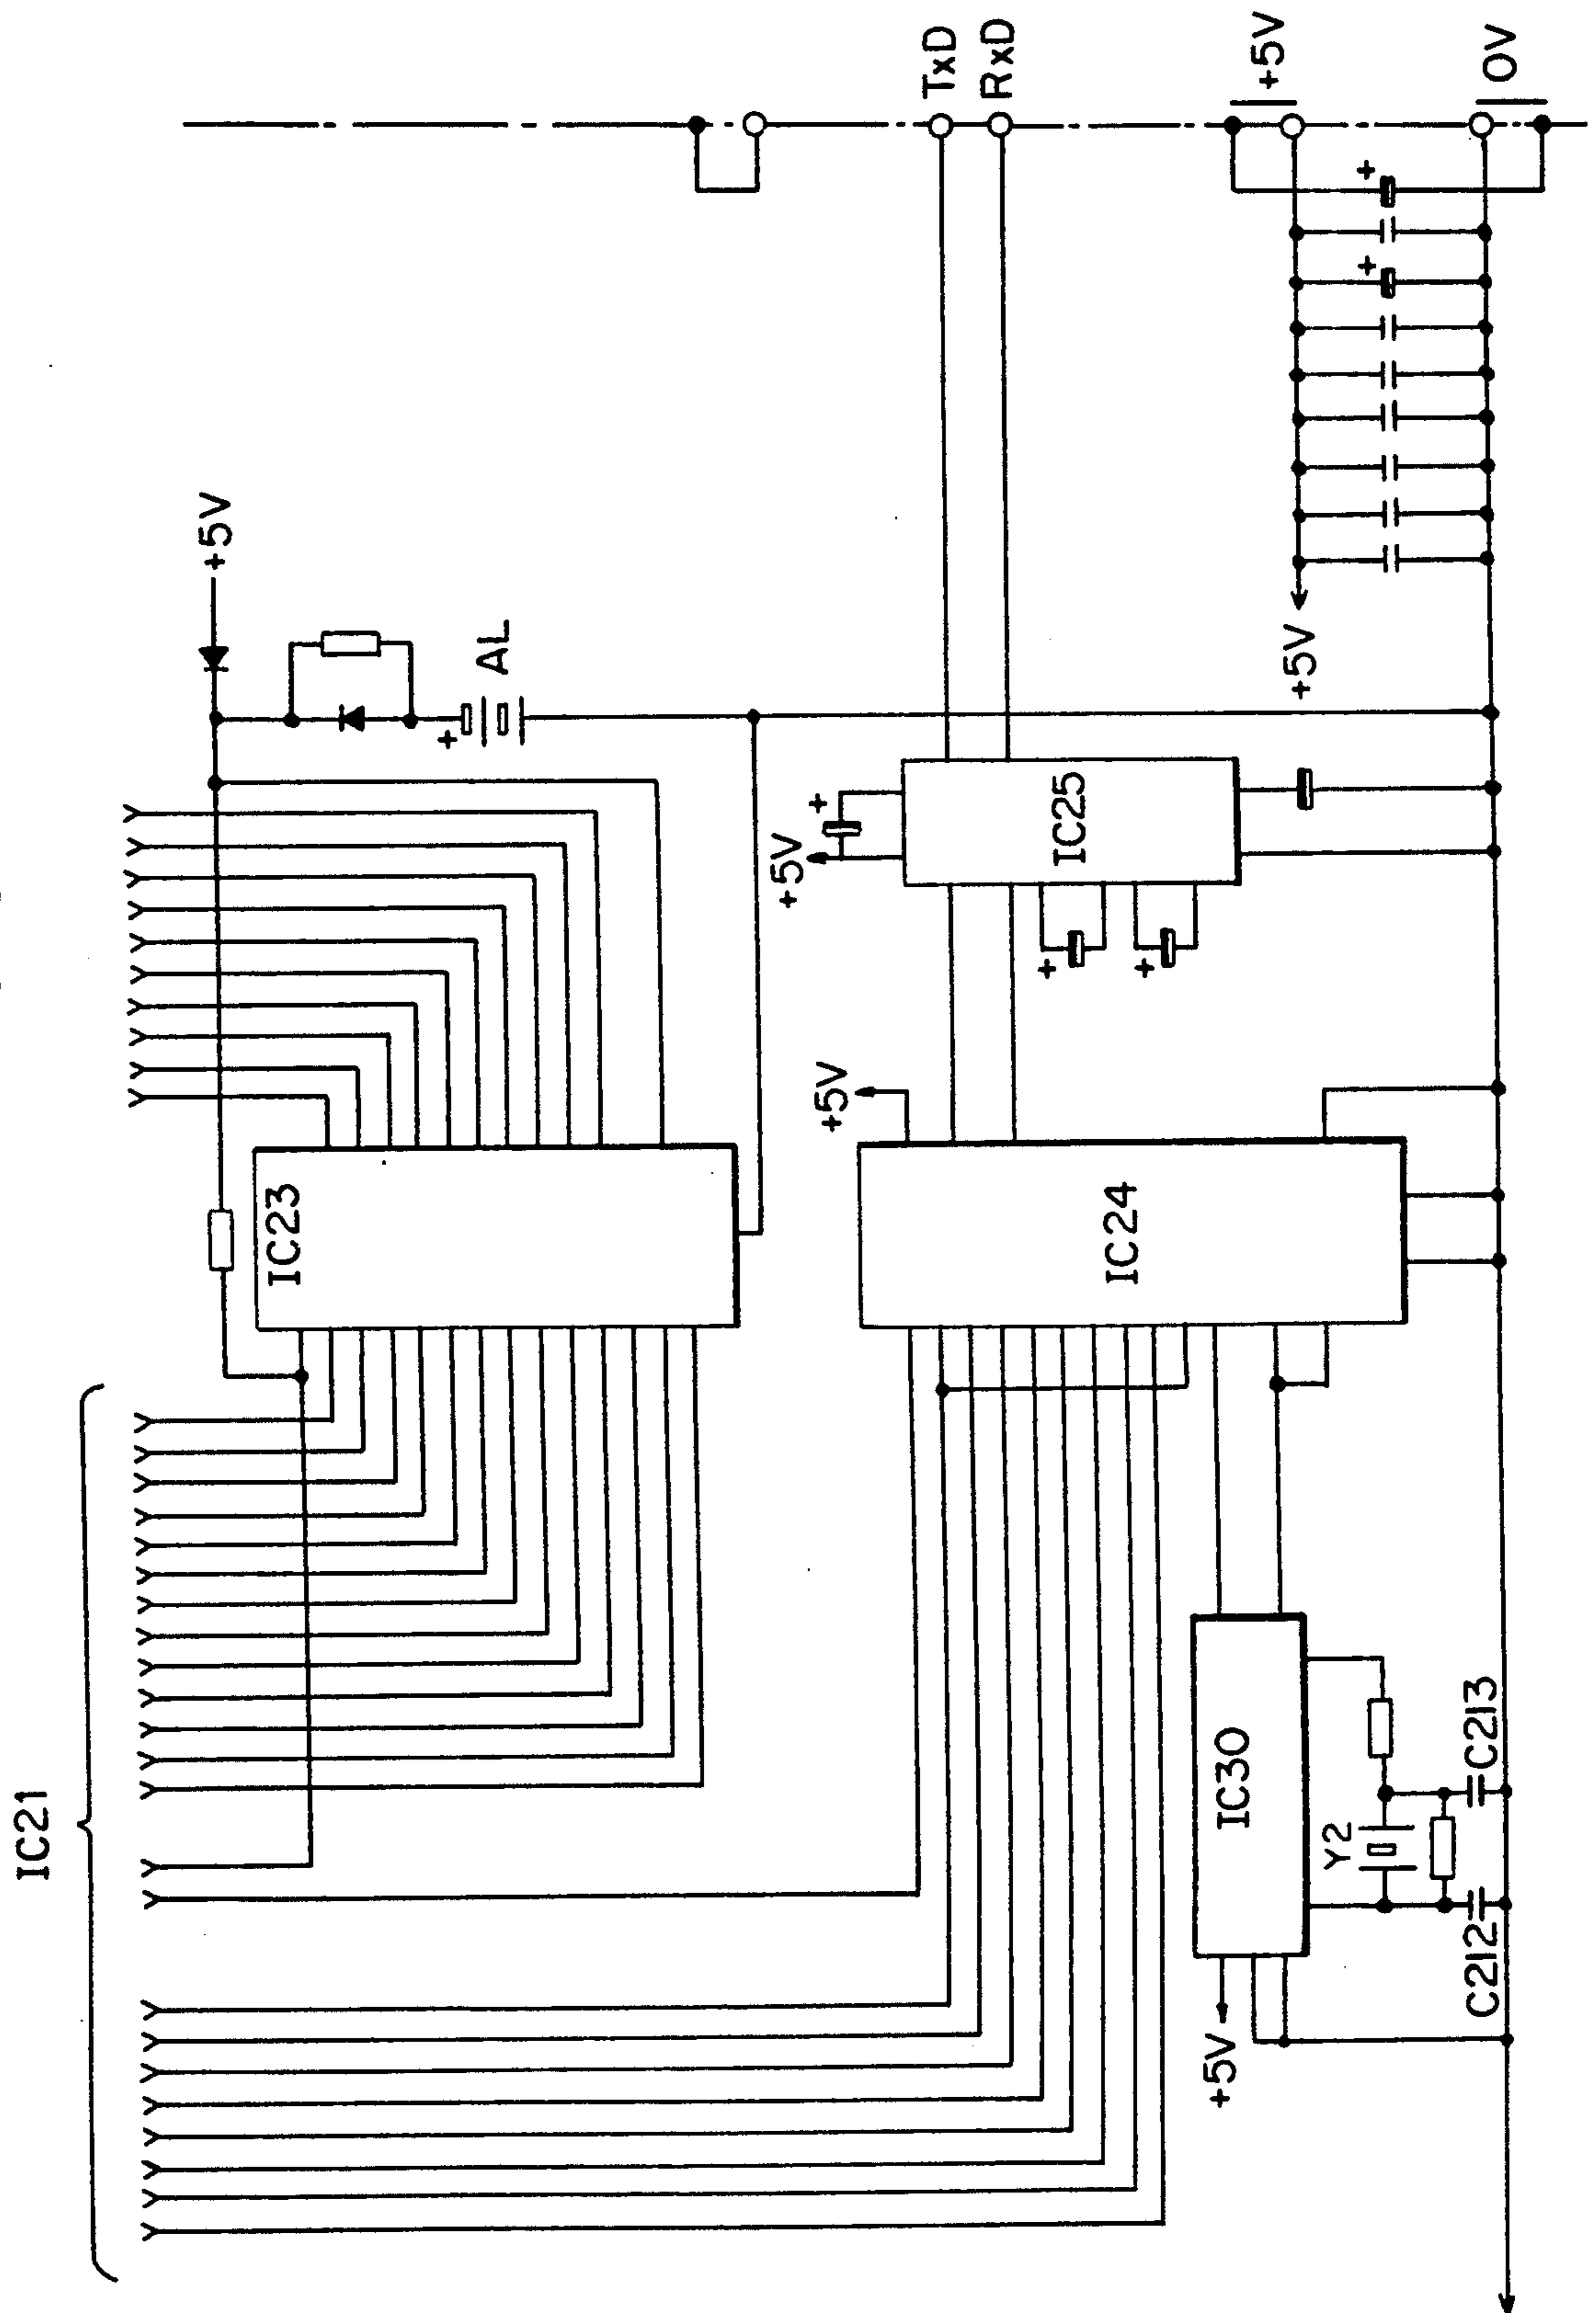 IC21
+5V
AL
IC23
TxD
RxD
+5V
IC25
+5V
IC24
+5V
0V
+5V
IC30
Y2
C213
C212
+5V
+
+
+
+
+
+